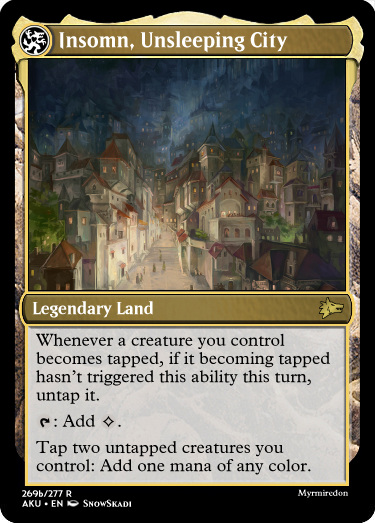 Insomn, Unsleeping City
Legendary Land
Whenever a creature you control
becomes tapped, if it becoming tapped
hasn't triggered this ability this turn,
untap it.
: Add .
Tap two untapped creatures you
control: Add one mana of any color.
269b/277 R
Myrmiredon
AKU • EN SnowSkadi